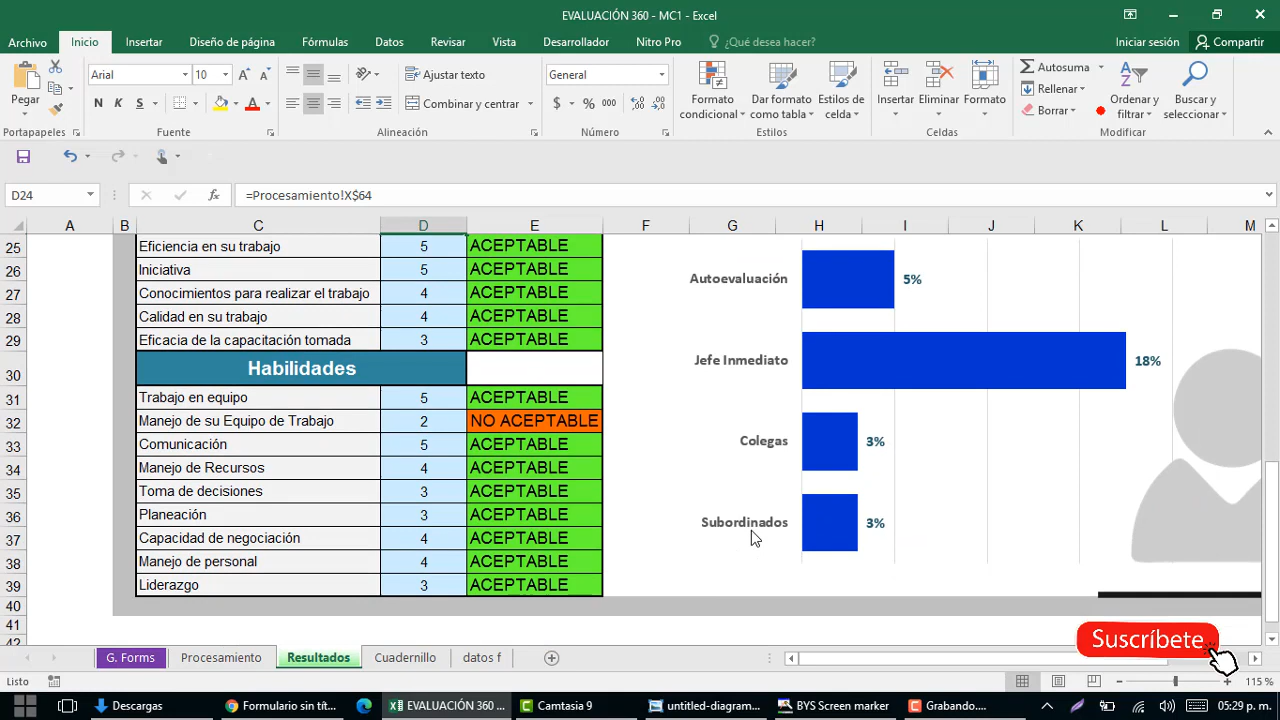 EVALUACIÓN 360 - MC1 - Excel
Archivo Inicio Insertar Diseño de página Fórmulas Datos Revisar Vista Desarrollador Nitro Pro ¿Qué desea hacer? Iniciar sesión Compartir
Arial 10 Ajustar texto General Autosuma
Pegar N K S Combinar y centrar $ % 000 Formato condicional Dar formato como tabla Estilos de celda Insertar Eliminar Formato Rellenar Borrar Ordenar y filtrar Buscar y seleccionar
Portapapeles Fuente Alineación Número Estilos Celdas Modificar
D24 fx =Procesamiento!X$64
A B C D E F G H I J K L M
25 Eficiencia en su trabajo 5 ACEPTABLE
26 Iniciativa 5 ACEPTABLE
27 Conocimientos para realizar el trabajo 4 ACEPTABLE
28 Calidad en su trabajo 4 ACEPTABLE
29 Eficacia de la capacitación tomada 3 ACEPTABLE
30 Habilidades
31 Trabajo en equipo 5 ACEPTABLE
32 Manejo de su Equipo de Trabajo 2 NO ACEPTABLE
33 Comunicación 5 ACEPTABLE
34 Manejo de Recursos 4 ACEPTABLE
35 Toma de decisiones 3 ACEPTABLE
36 Planeación 3 ACEPTABLE
37 Capacidad de negociación 4 ACEPTABLE
38 Manejo de personal 4 ACEPTABLE
39 Liderazgo 3 ACEPTABLE
40
41
42
Autoevaluación 5%
Jefe Inmediato 18%
Colegas 3%
Subordinados 3%
Suscríbete
G. Forms Procesamiento Resultados Cuadernillo datos f
Listo 115 %
Descargas Formulario sin tít... EVALUACIÓN 360 ... Camtasia 9 untitled-diagram... BYS Screen marker Grabando.... 05:29 p. m.